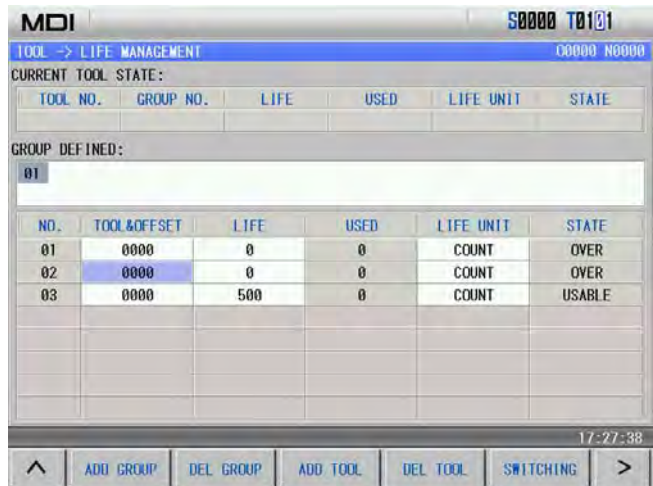 MDI S0000 T0101
TOOL -> LIFE MANAGEMENT O0000 N0000
CURRENT TOOL STATE:
TOOL NO. GROUP NO. LIFE USED LIFE UNIT STATE
GROUP DEFINED:
01
NO. TOOL&OFFSET LIFE USED LIFE UNIT STATE
01 0000 0 0 COUNT OVER
02 0000 0 0 COUNT OVER
03 0000 500 0 COUNT USABLE
17:27:38
^ ADD GROUP DEL GROUP ADD TOOL DEL TOOL SWITCHING >